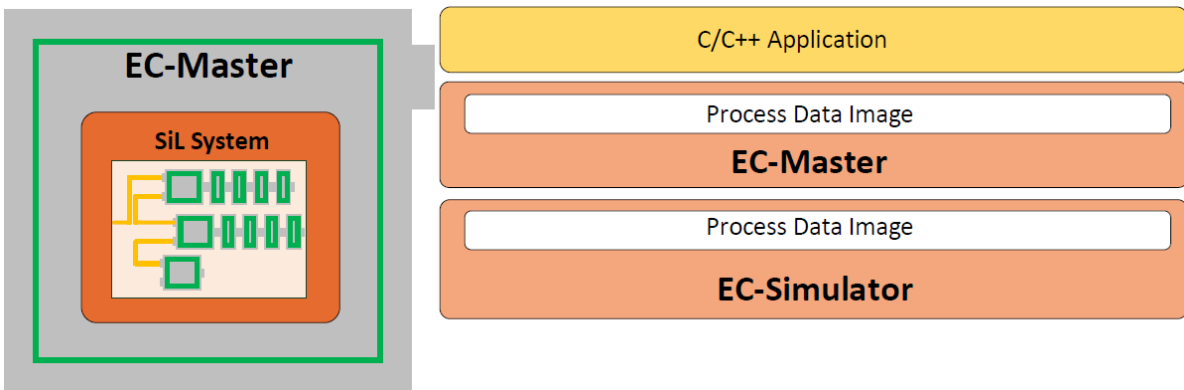 EC-Master
SiL System
C/C++ Application
Process Data Image
EC-Master
Process Data Image
EC-Simulator